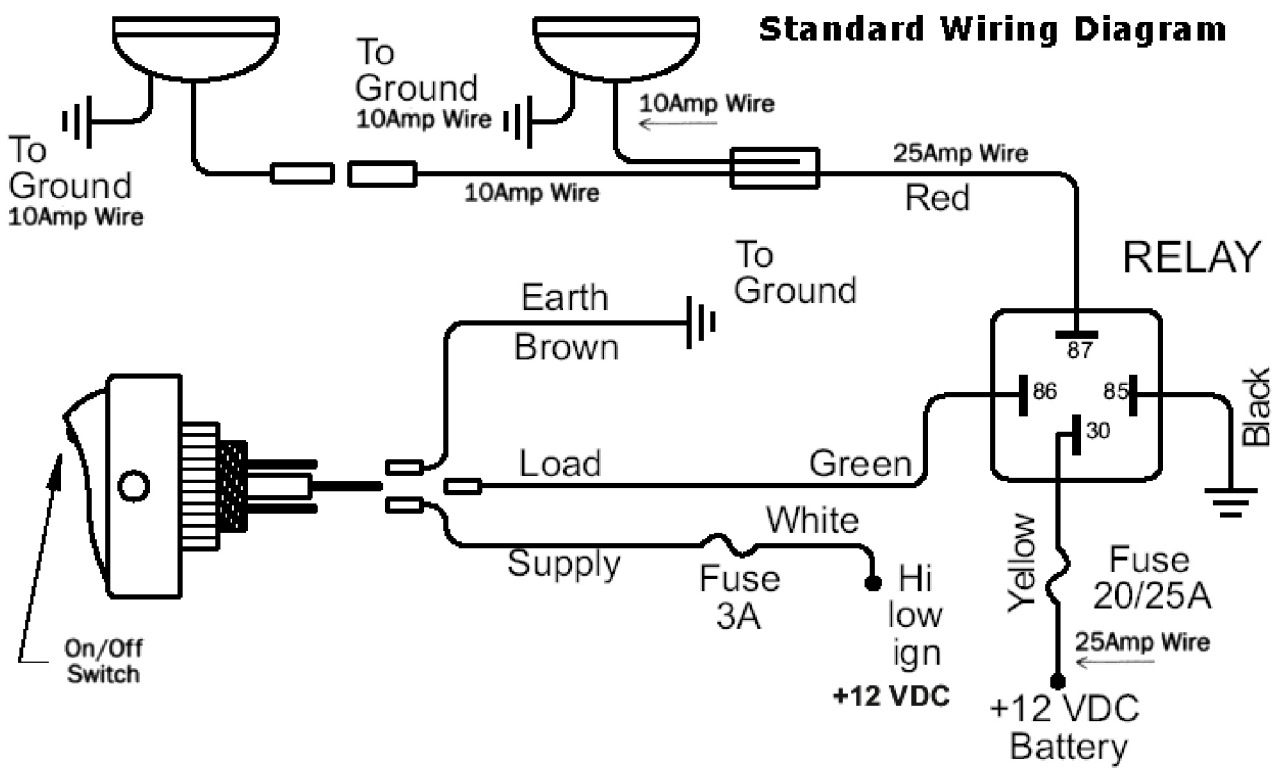 Standard Wiring Diagram
To
Ground
10Amp Wire
To
Ground
10Amp Wire
10Amp Wire
10Amp Wire
25Amp Wire
Red
To
Ground
RELAY
Earth
Brown
87
86
85
30
Black
Load
Green
White
Supply
Fuse
3A
Hi
low
ign
+12 VDC
Yellow
Fuse
20/25A
25Amp Wire
+12 VDC
Battery
On/Off
Switch